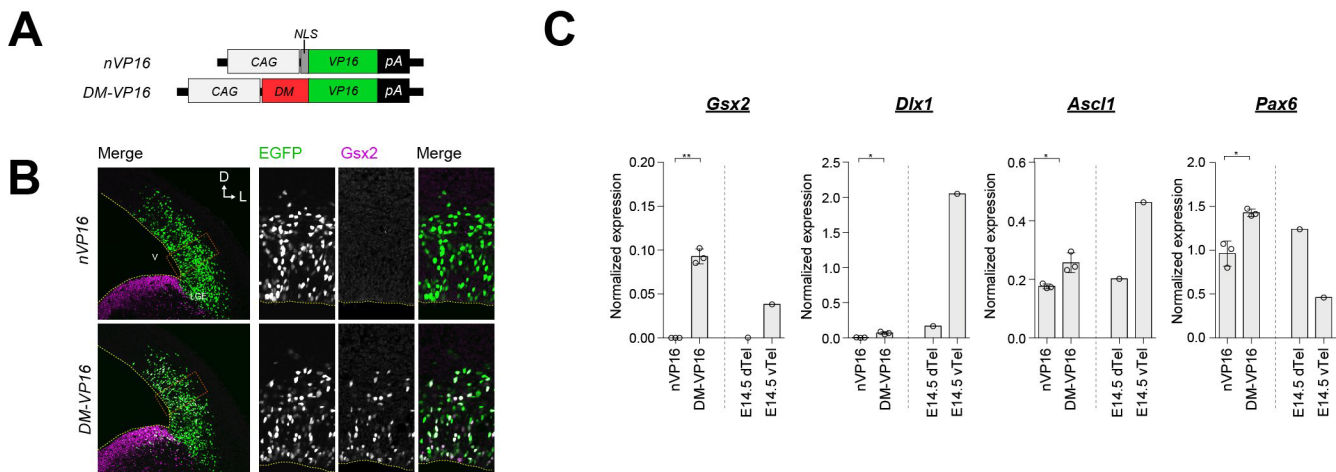 A
NLS
nVP16 CAG VP16 pA
DM-VP16 CAG DM VP16 pA
B
Merge EGFP Gsx2 Merge
nVP16
D
L
V
LGE
DM-VP16
C
Gsx2 Dlx1 Ascl1 Pax6
Normalized expression
0.20
0.15
0.10
0.05
0.00
**
nVP16
DM-VP16
E14.5 dTel
E14.5 vTel
Normalized expression
2.5
2.0
1.5
1.0
0.5
0.0
*
nVP16
DM-VP16
E14.5 dTel
E14.5 vTel
Normalized expression
0.6
0.4
0.2
0.0
*
nVP16
DM-VP16
E14.5 dTel
E14.5 vTel
Normalized expression
2.0
1.5
1.0
0.5
0.0
*
nVP16
DM-VP16
E14.5 dTel
E14.5 vTel